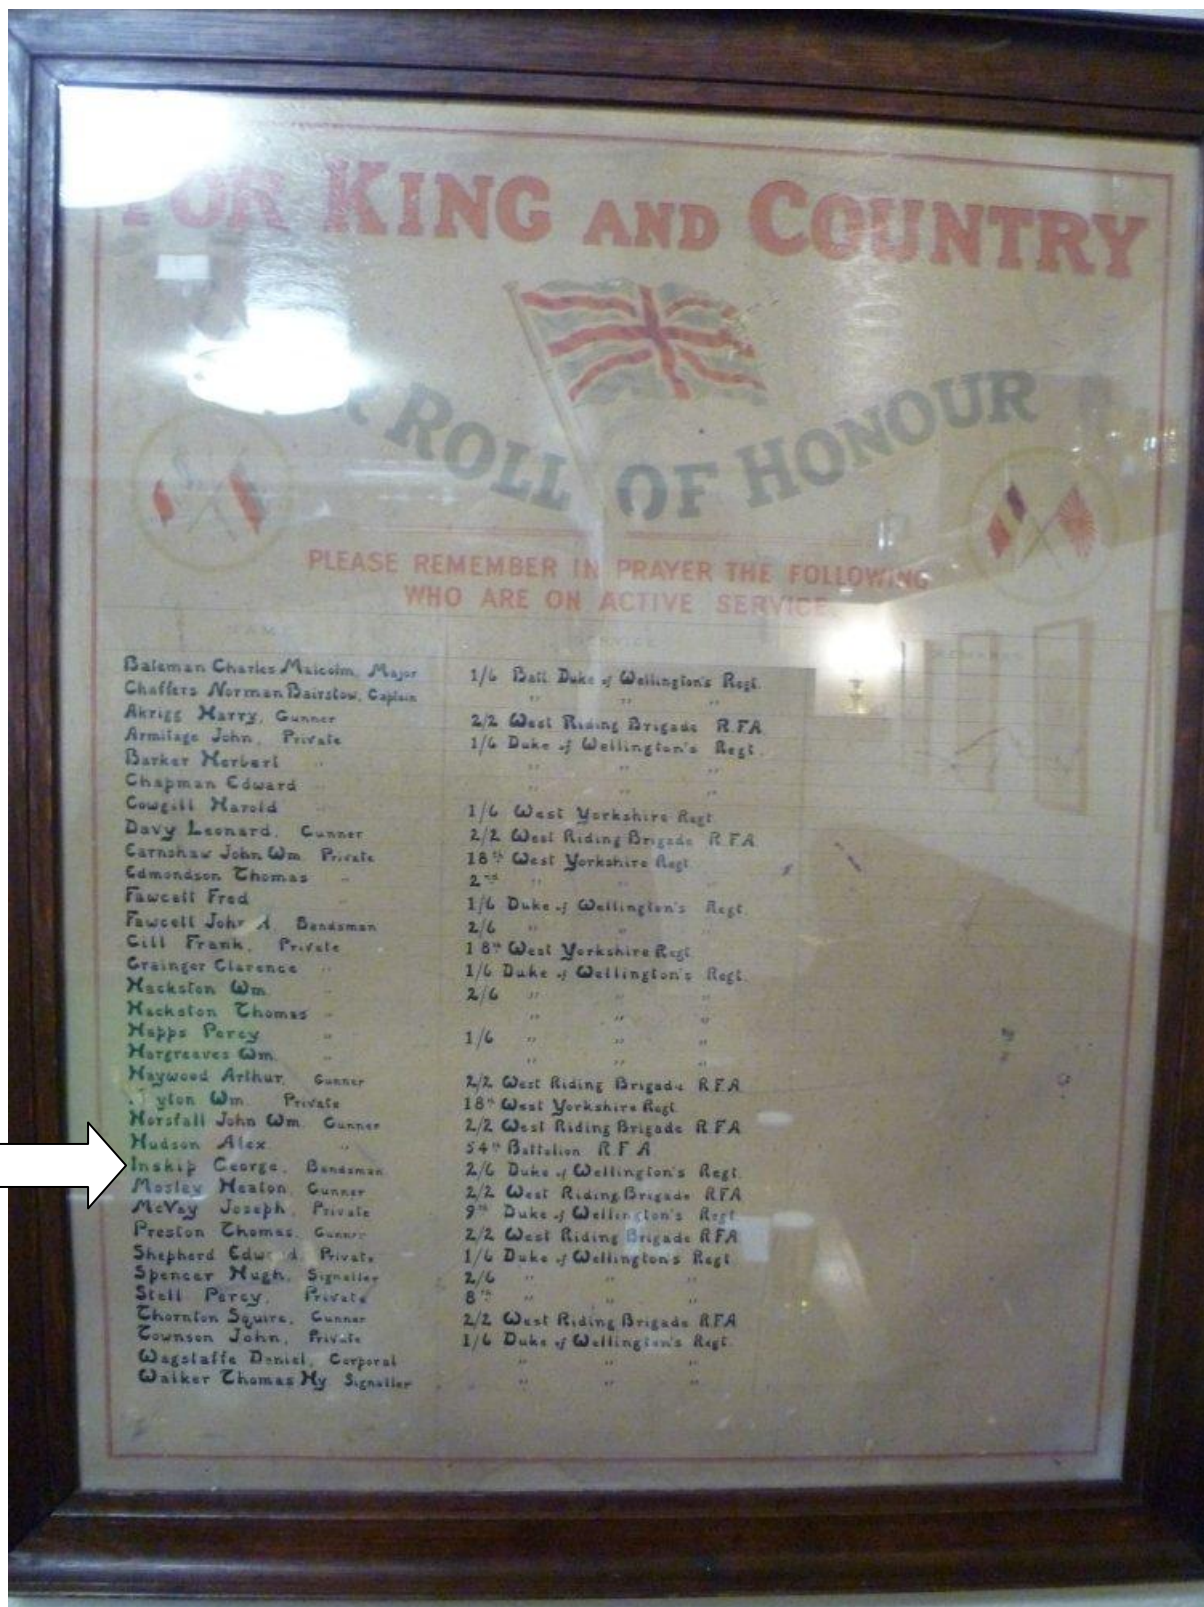 FOR KING AND COUNTRY
A ROLL OF HONOUR
PLEASE REMEMBER IN PRAYER THE FOLLOWING
WHO ARE ON ACTIVE SERVICE.
NAME SERVICE REMARKS
Bateman Charles Malcolm, Major 1/6 Batt. Duke of Wellington's Regt.
Chaffers Norman Bairstow, Captain " " "
Akrigg Harry, Gunner 2/2 West Riding Brigade R.F.A
Armitage John, Private 1/6 Duke of Wellington's Regt.
Barker Herbert " " " "
Chapman Edward " " " "
Cowgill Harold " 1/6 West Yorkshire Regt
Davy Leonard, Gunner 2/2 West Riding Brigade R.F.A
Earnshaw John Wm. Private 18th West Yorkshire Regt
Edmondson Thomas " 2nd " " "
Fawcett Fred " 1/6 Duke of Wellington's Regt.
Fawcett John Bandsman 2/6 " " "
Gill Frank, Private 18th West Yorkshire Regt.
Grainger Clarence " 1/6 Duke of Wellington's Regt.
Hackston Wm. " 2/6 " " "
Hackston Thomas " " " "
Happs Percy " 1/6 " " "
Hargreaves Wm. " " " "
Haywood Arthur, Gunner 2/2 West Riding Brigade R.F.A
Wm. Private 18th West Yorkshire Regt.
Horsfall John Wm. Gunner 2/2 West Riding Brigade R.F.A
Hudson Alex. " 54th Battalion R.F.A
Inskip George, Bandsman 2/6 Duke of Wellington's Regt.
Mosley Heaton, Gunner 2/2 West Riding Brigade RFA
McVay Joseph, Private 9th Duke of Wellington's Regt
Preston Thomas, Gunner 2/2 West Riding Brigade RFA
Shepherd Edward, Private 1/6 Duke of Wellington's Regt.
Spencer Hugh, Signaller 2/6 " " "
Stell Percy, Private 8th " " "
Thornton Squire, Gunner 2/2 West Riding Brigade RFA
Townson John, Private 1/6 Duke of Wellington's Regt.
Wagstaffe Daniel, Corporal " " "
Walker Thomas Hy. Signaller " " "